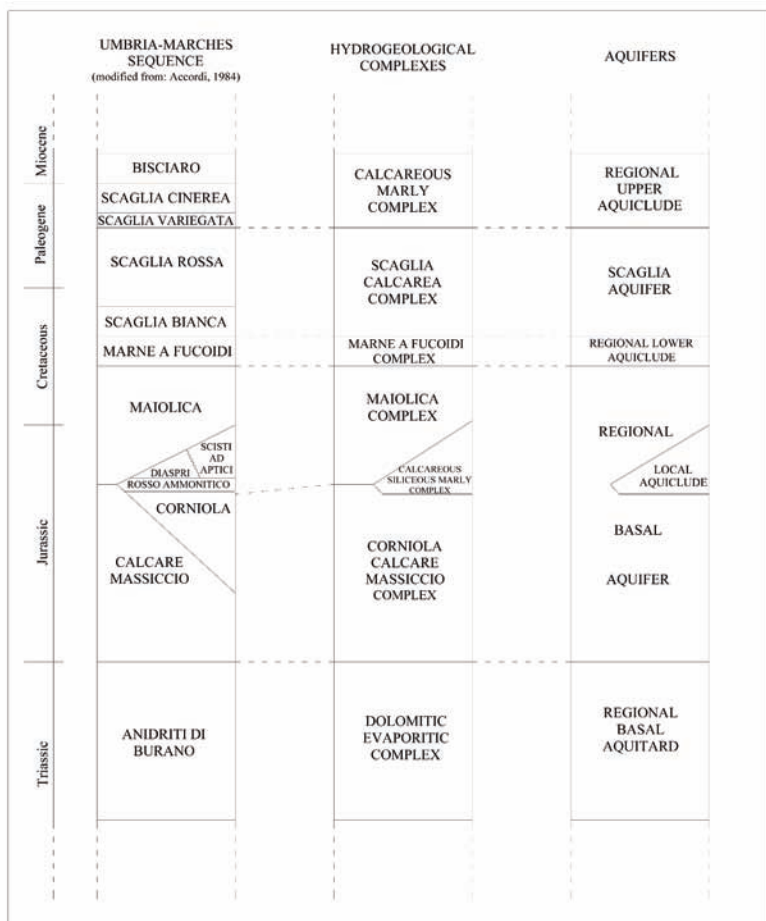 UMBRIA-MARCHES
SEQUENCE
(modified from: Accordi, 1984)
HYDROGEOLOGICAL
COMPLEXES
AQUIFERS
Miocene
Paleogene
Cretaceous
Jurassic
Triassic
BISCIARO
SCAGLIA CINEREA
SCAGLIA VARIEGATA
SCAGLIA ROSSA
SCAGLIA BIANCA
MARNE A FUCOIDI
MAIOLICA
SCISTI
AD
APTICI
DIASPRI
ROSSO AMMONITICO
CORNIOLA
CALCARE
MASSICCIO
ANIDRITI DI
BURANO
CALCAREOUS
MARLY
COMPLEX
SCAGLIA
CALCAREA
COMPLEX
MARNE A FUCOIDI
COMPLEX
MAIOLICA
COMPLEX
CALCAREOUS
SILICEOUS MARLY
COMPLEX
CORNIOLA
CALCARE
MASSICCIO
COMPLEX
DOLOMITIC
EVAPORITIC
COMPLEX
REGIONAL
UPPER
AQUICLUDE
SCAGLIA
AQUIFER
REGIONAL LOWER
AQUICLUDE
REGIONAL
LOCAL
AQUICLUDE
BASAL
AQUIFER
REGIONAL
BASAL
AQUITARD